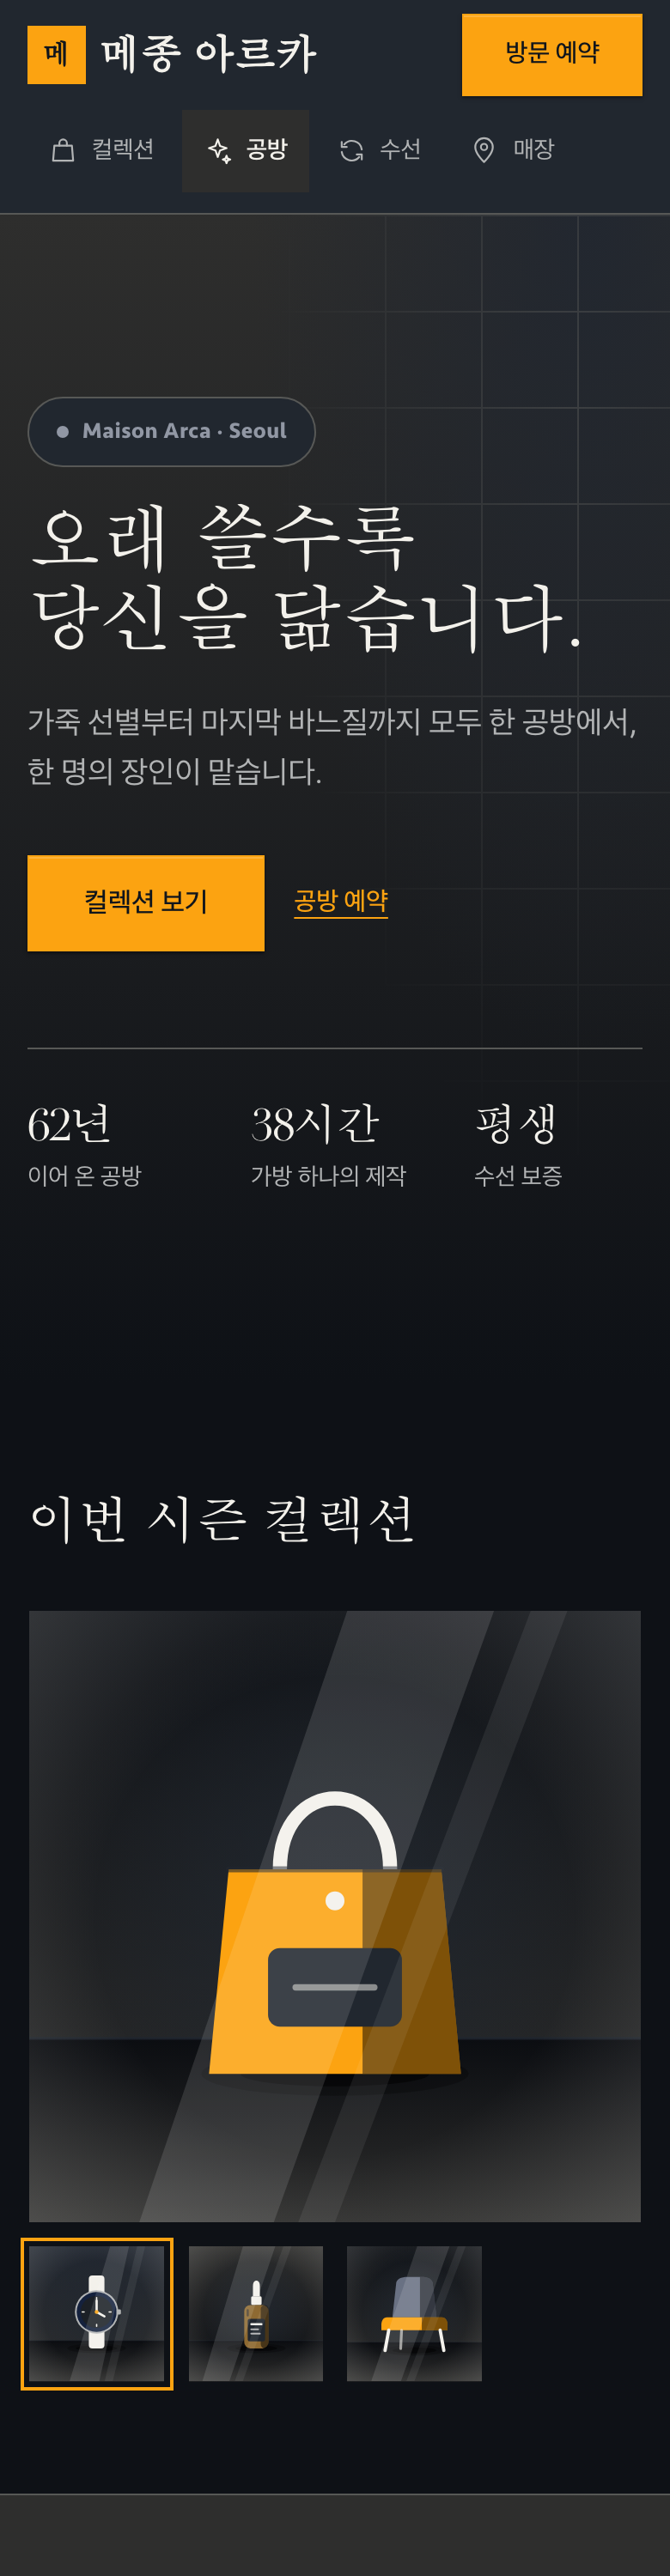 메
메종 아르카
방문 예약
컬렉션
공방
수선
매장
Maison Arca · Seoul
오래 쓸수록
당신을 닮습니다.
가죽 선별부터 마지막 바느질까지 모두 한 공방에서,
한 명의 장인이 맡습니다.
컬렉션 보기
공방 예약
62년
38시간
평생
이어 온 공방
가방 하나의 제작
수선 보증
이번 시즌 컬렉션